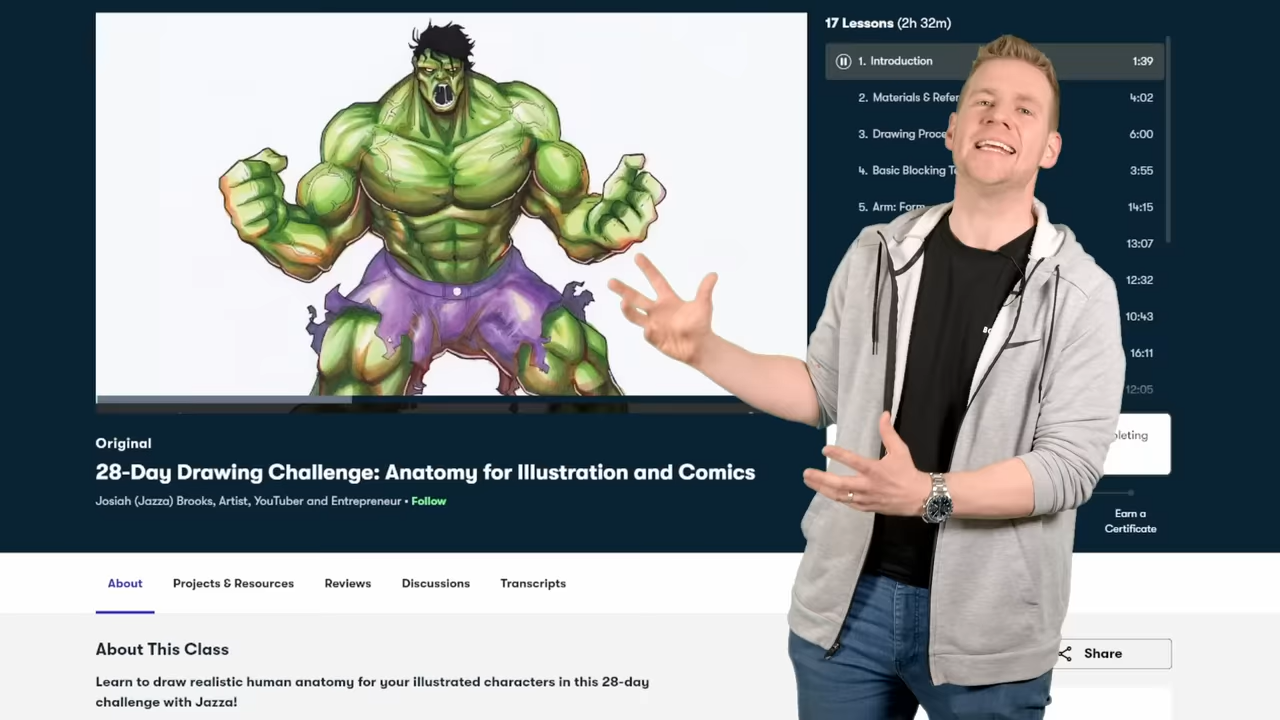 17 Lessons (2h 32m)
1. Introduction 1:39
2. Materials & 4:02
3. Drawing 6:00
4. Basic Blocking 3:55
5. Arm: Form 14:15
13:07
12:32
10:43
16:11
12:05
Original
28-Day Drawing Challenge: Anatomy for Illustration and Comics
Josiah (Jazza) Brooks, Artist, YouTuber and Entrepreneur • Follow
Earn a
Certificate
About Projects & Resources Reviews Discussions Transcripts
About This Class
Share
Learn to draw realistic human anatomy for your illustrated characters in this 28-day
challenge with Jazza!